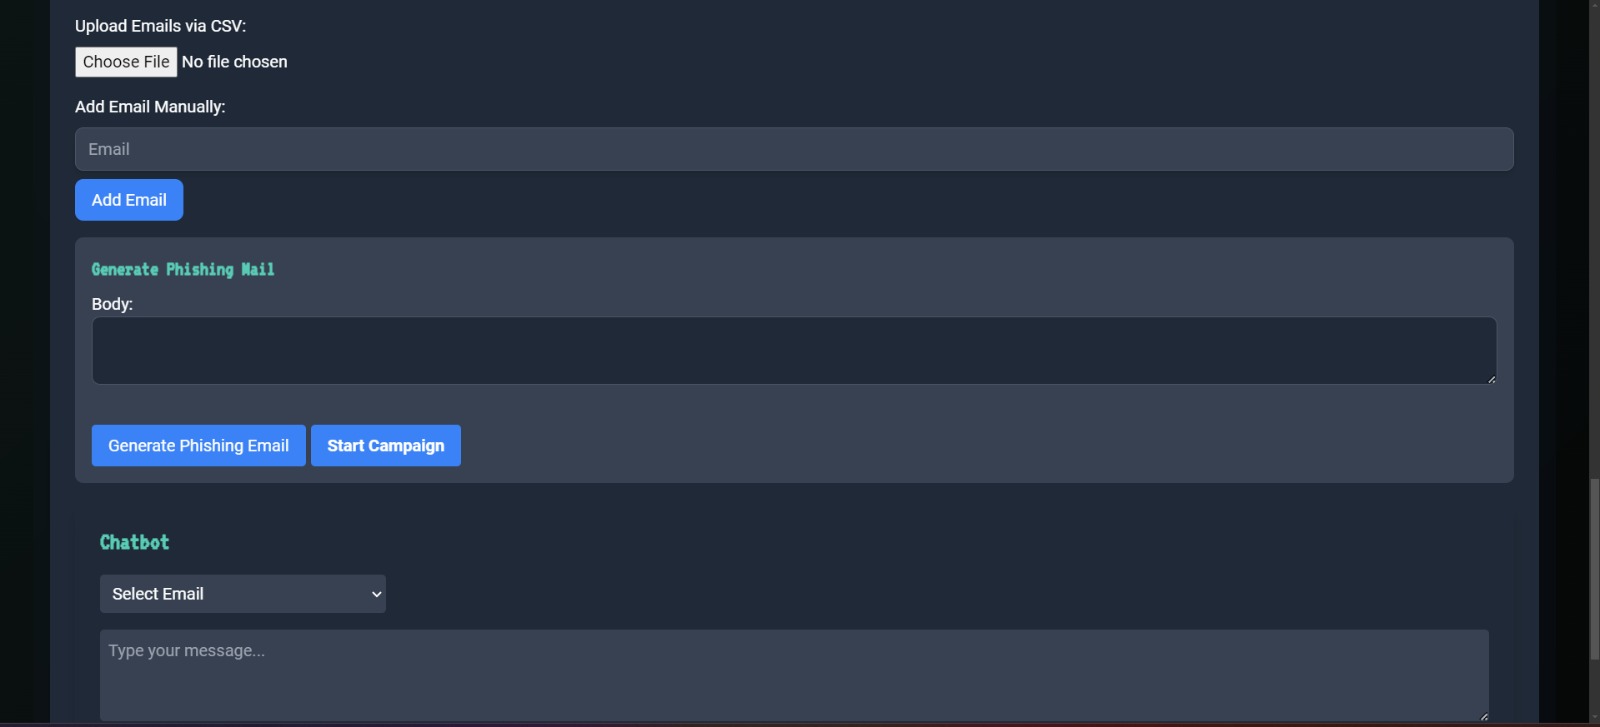 Upload Emails via CSV:
Choose File No file chosen
Add Email Manually:
Email
Add Email
Generate Phishing Mail
Body:
Generate Phishing Email Start Campaign
Chatbot
Select Email
Type your message...